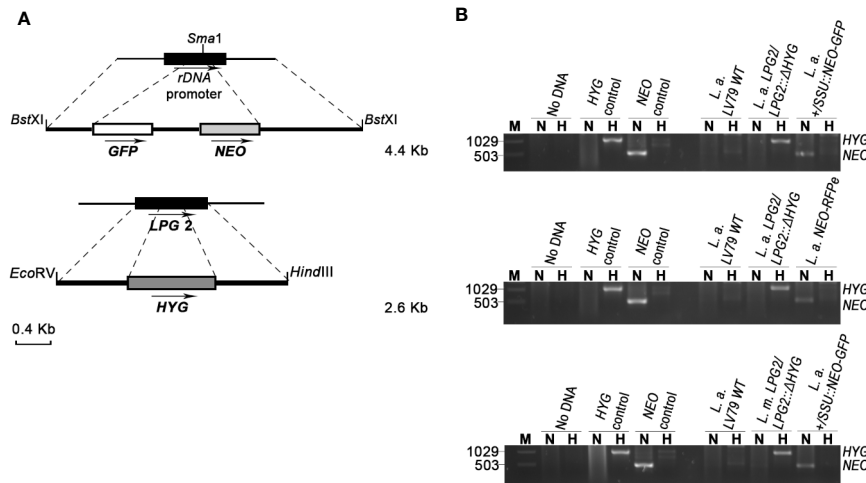 A
Sma1
rDNA
promoter
BstXI
BstXI
GFP
NEO
4.4 Kb
LPG 2
EcoRV
HindIII
HYG
2.6 Kb
0.4 Kb
B
No DNA
HYG
control
NEO
control
L. a.
LV79 WT
L. a. LPG2/
LPG2::ΔHYG
L. a.
+/SSU::NEO-GFP
M N H N H N H N H N H N H
1029
503
HYG
NEO
No DNA
HYG
control
NEO
control
L. a.
LV79 WT
L. a. LPG2/
LPG2::ΔHYG
L. a. NEO-RFPe
M N H N H N H N H N H N H
1029
503
HYG
NEO
No DNA
HYG
control
NEO
control
L. a.
LV79 WT
L. m. LPG2/
LPG2::ΔHYG
L. a.
+/SSU::NEO-GFP
M N H N H N H N H N H N H
1029
503
HYG
NEO